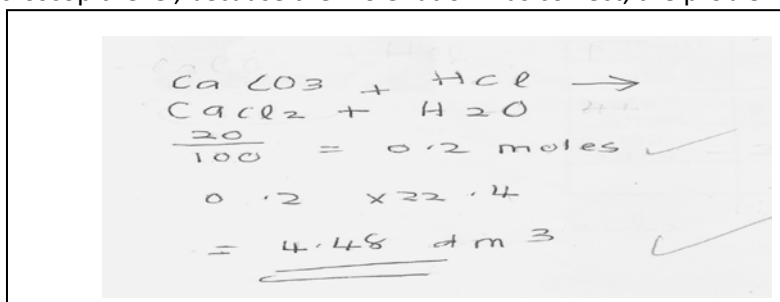 CaCO3 + HCl →
CaCl2 + H2O
20
100 = 0.2 moles ✓
0.2 x 22.4
= 4.48 dm3 ✓